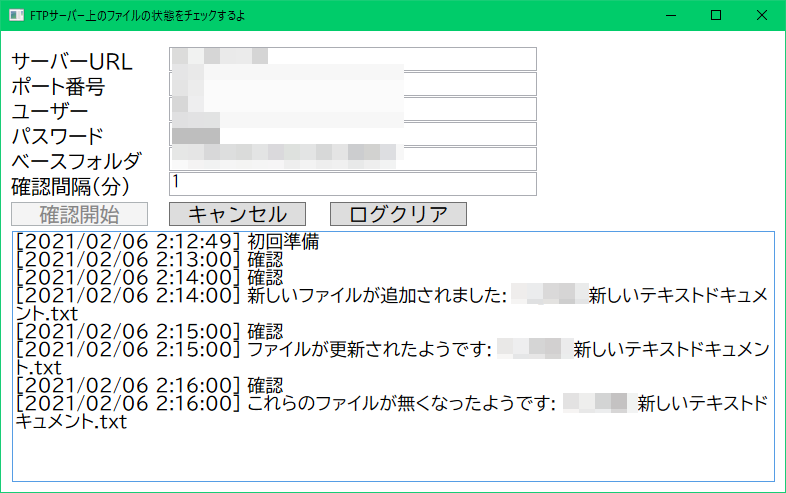 FTPサーバー上のファイルの状態をチェックするよ
サーバーURL
ポート番号
ユーザー
パスワード
ベースフォルダ
確認間隔(分) 1
確認開始 キャンセル ログクリア
[2021/02/06 2:12:49] 初回準備
[2021/02/06 2:13:00] 確認
[2021/02/06 2:14:00] 確認
[2021/02/06 2:14:00] 新しいファイルが追加されました: 新しいテキストドキュメ
ント.txt
[2021/02/06 2:15:00] 確認
[2021/02/06 2:15:00] ファイルが更新されたようです: 新しいテキストドキュメン
ト.txt
[2021/02/06 2:16:00] 確認
[2021/02/06 2:16:00] これらのファイルが無くなったようです: 新しいテキストド
キュメント.txt